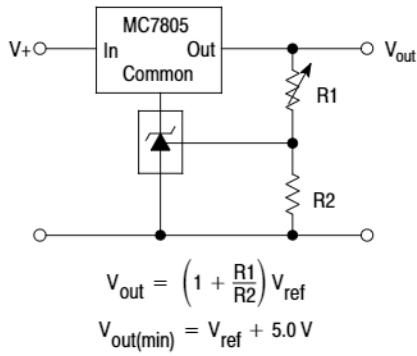 MC7805
V+ In Out Vout
Common
R1
R2
Vout = (1 + R1/R2) Vref
Vout(min) = Vref + 5.0 V